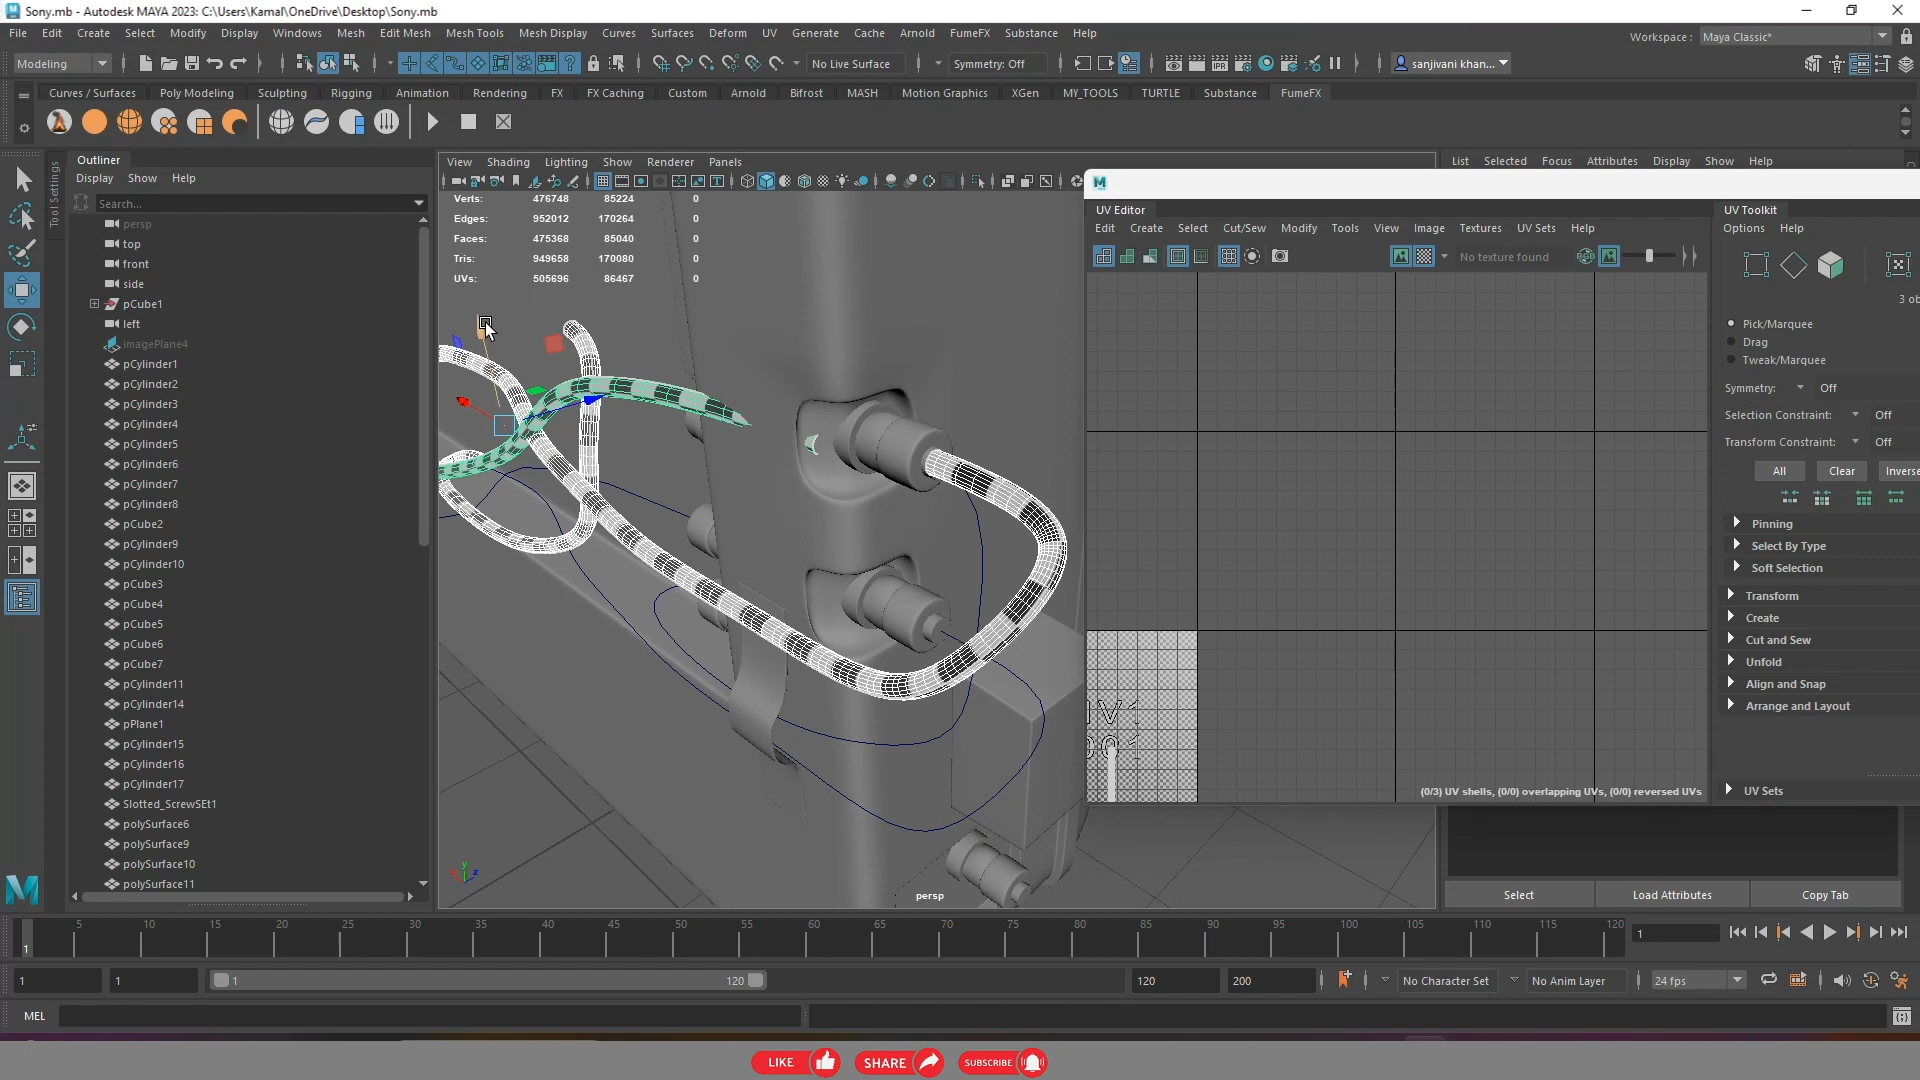 Sony.mb - Autodesk MAYA 2023: C:\Users\Kamal\OneDrive\Desktop\Sony.mb
File Edit Create Select Modify Display Windows Mesh Edit Mesh Mesh Tools Mesh Display Curves Surfaces Deform UV Generate Cache Arnold FumeFX Substance Help
Workspace : Maya Classic*
Modeling No Live Surface Symmetry: Off sanjivani khan...
Curves / Surfaces Poly Modeling Sculpting Rigging Animation Rendering FX FX Caching Custom Arnold Bifrost MASH Motion Graphics XGen MY_TOOLS TURTLE Substance FumeFX
Tool Settings
Outliner
Display Show Help
Search...
persp
top
front
side
pCube1
left
imagePlane4
pCylinder1
pCylinder2
pCylinder3
pCylinder4
pCylinder5
pCylinder6
pCylinder7
pCylinder8
pCube2
pCylinder9
pCylinder10
pCube3
pCube4
pCube5
pCube6
pCube7
pCylinder11
pCylinder14
pPlane1
pCylinder15
pCylinder16
pCylinder17
Slotted_ScrewSEt1
polySurface6
polySurface9
polySurface10
polySurface11
View Shading Lighting Show Renderer Panels
Verts: 476748 85224 0
Edges: 952012 170264 0
Faces: 475368 85040 0
Tris: 949658 170080 0
UVs: 505696 86467 0
y
z
persp
List Selected Focus Attributes Display Show Help
UV Editor
Edit Create Select Cut/Sew Modify Tools View Image Textures UV Sets Help
No texture found
RGB
(0/3) UV shells, (0/0) overlapping UVs, (0/0) reversed UVs
UV Toolkit
Options Help
3 ob
Pick/Marquee
Drag
Tweak/Marquee
Symmetry: Off
Selection Constraint: Off
Transform Constraint: Off
All Clear Inverse
Pinning
Select By Type
Soft Selection
Transform
Create
Cut and Sew
Unfold
Align and Snap
Arrange and Layout
UV Sets
Select Load Attributes Copy Tab
1 5 10 15 20 25 30 35 40 45 50 55 60 65 70 75 80 85 90 95 100 105 110 115 120 1
1 1 1 120 120 200 No Character Set No Anim Layer 24 fps
MEL
LIKE SHARE SUBSCRIBE